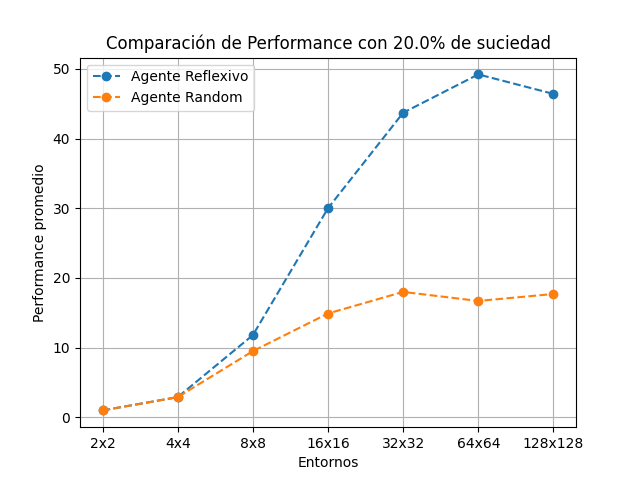 Comparación de Performance con 20.0% de suciedad
Agente Reflexivo
Agente Random
Performance promedio
50
40
30
20
10
0
2x2 4x4 8x8 16x16 32x32 64x64 128x128
Entornos